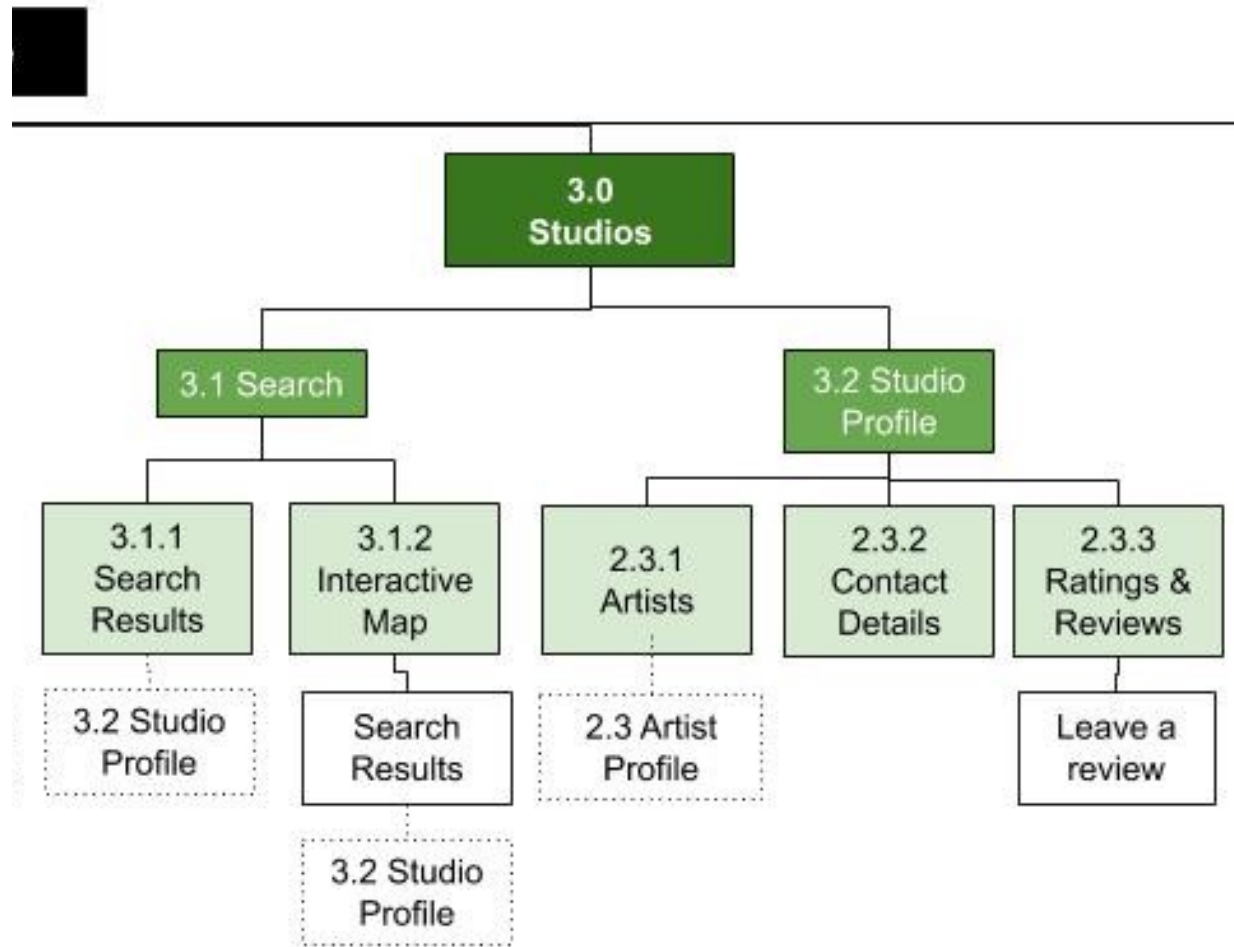 3.0
Studios
3.1 Search
3.2 Studio
Profile
3.1.1
Search
Results
3.1.2
Interactive
Map
2.3.1
Artists
2.3.2
Contact
Details
2.3.3
Ratings &
Reviews
3.2 Studio
Profile
Search
Results
2.3 Artist
Profile
Leave a
review
3.2 Studio
Profile